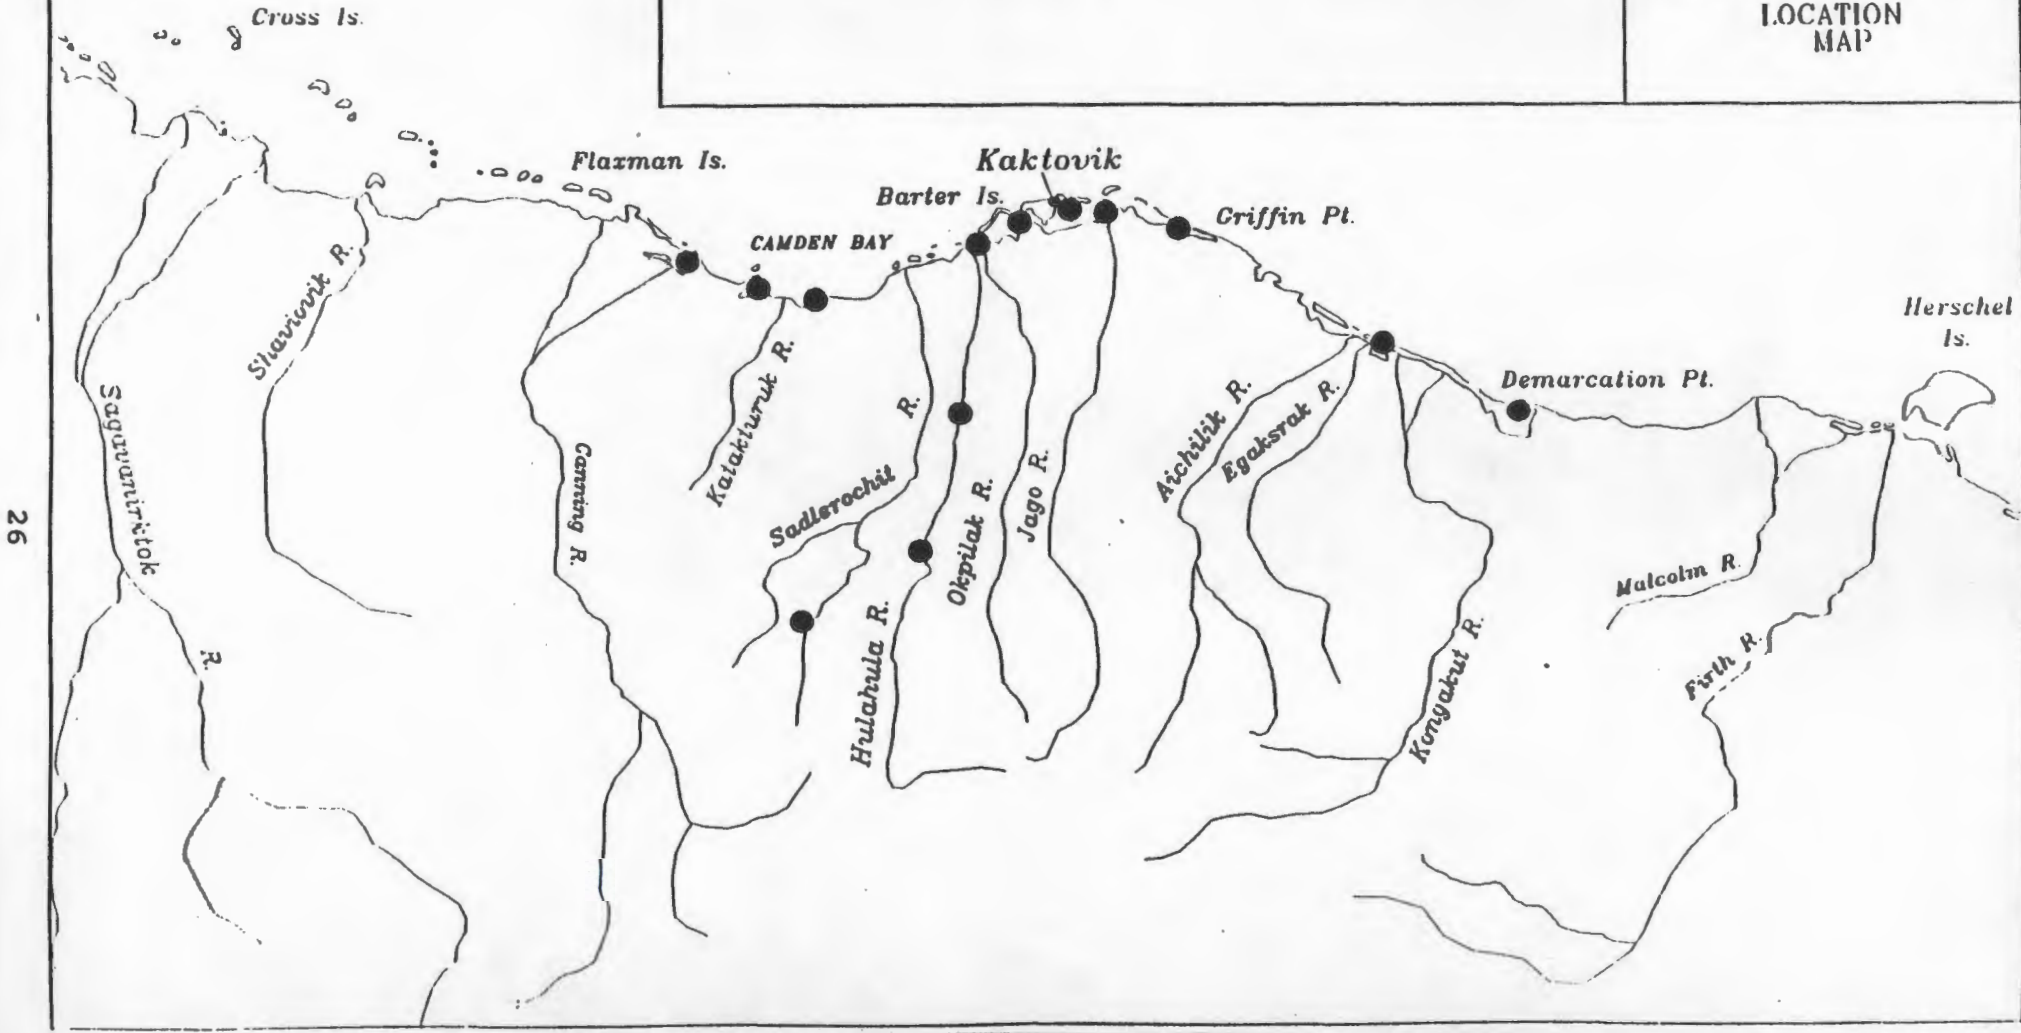 Cross Is.
LOCATION
MAP
Flaxman Is.
Kaktovik
Barter Is.
Griffin Pt.
CAMDEN BAY
Shaviovik R.
Herschel
Is.
Demarcation Pt.
Sagavanirktok R.
Canning R.
Katakturuk R.
Sadlerochit R.
Hulahula R.
Okpilak R.
Jago R.
Aichilik R.
Egaksrak R.
Kongakut R.
Malcolm R.
Firth R.
26